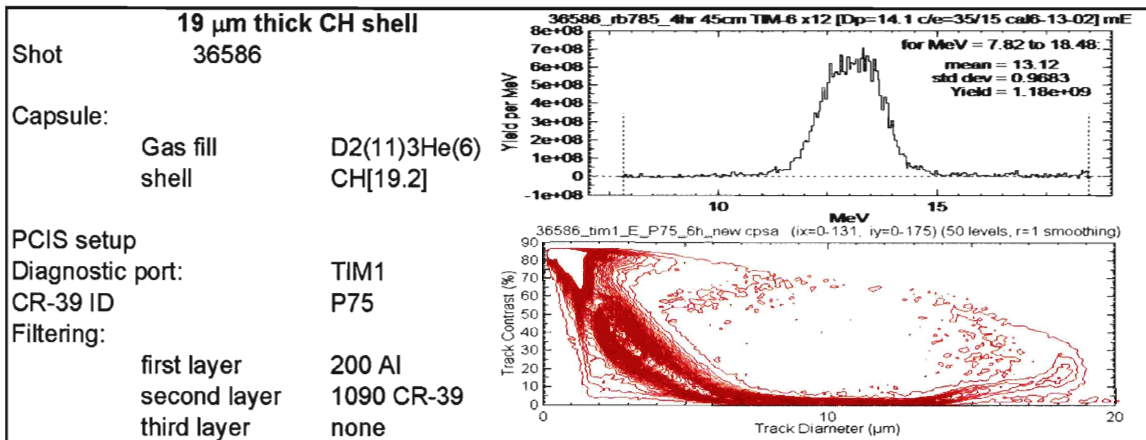 19 μm thick CH shell
Shot 36586
Capsule:
Gas fill D2(11)3He(6)
shell CH[19.2]
PCIS setup
Diagnostic port: TIM1
CR-39 ID P75
Filtering:
first layer 200 Al
second layer 1090 CR-39
third layer none
36586_rb785_4hr 45cm TIM-6 x12 [Dp=14.1 c/e=35/15 cal6-13-02] mE
Yield per MeV
8e+08
7e+08
6e+08
5e+08
4e+08
3e+08
2e+08
1e+08
0
-1e+08
for MeV = 7.82 to 18.48:
mean = 13.12
std dev = 0.9683
Yield = 1.18e+09
10 15
MeV
36586_tim1_E_P75_6h_new cpsa (ix=0-131, iy=0-175) (50 levels, r=1 smoothing)
Track Contrast (%)
90
80
70
60
50
40
30
20
10
0
0 10 20
Track Diameter (μm)